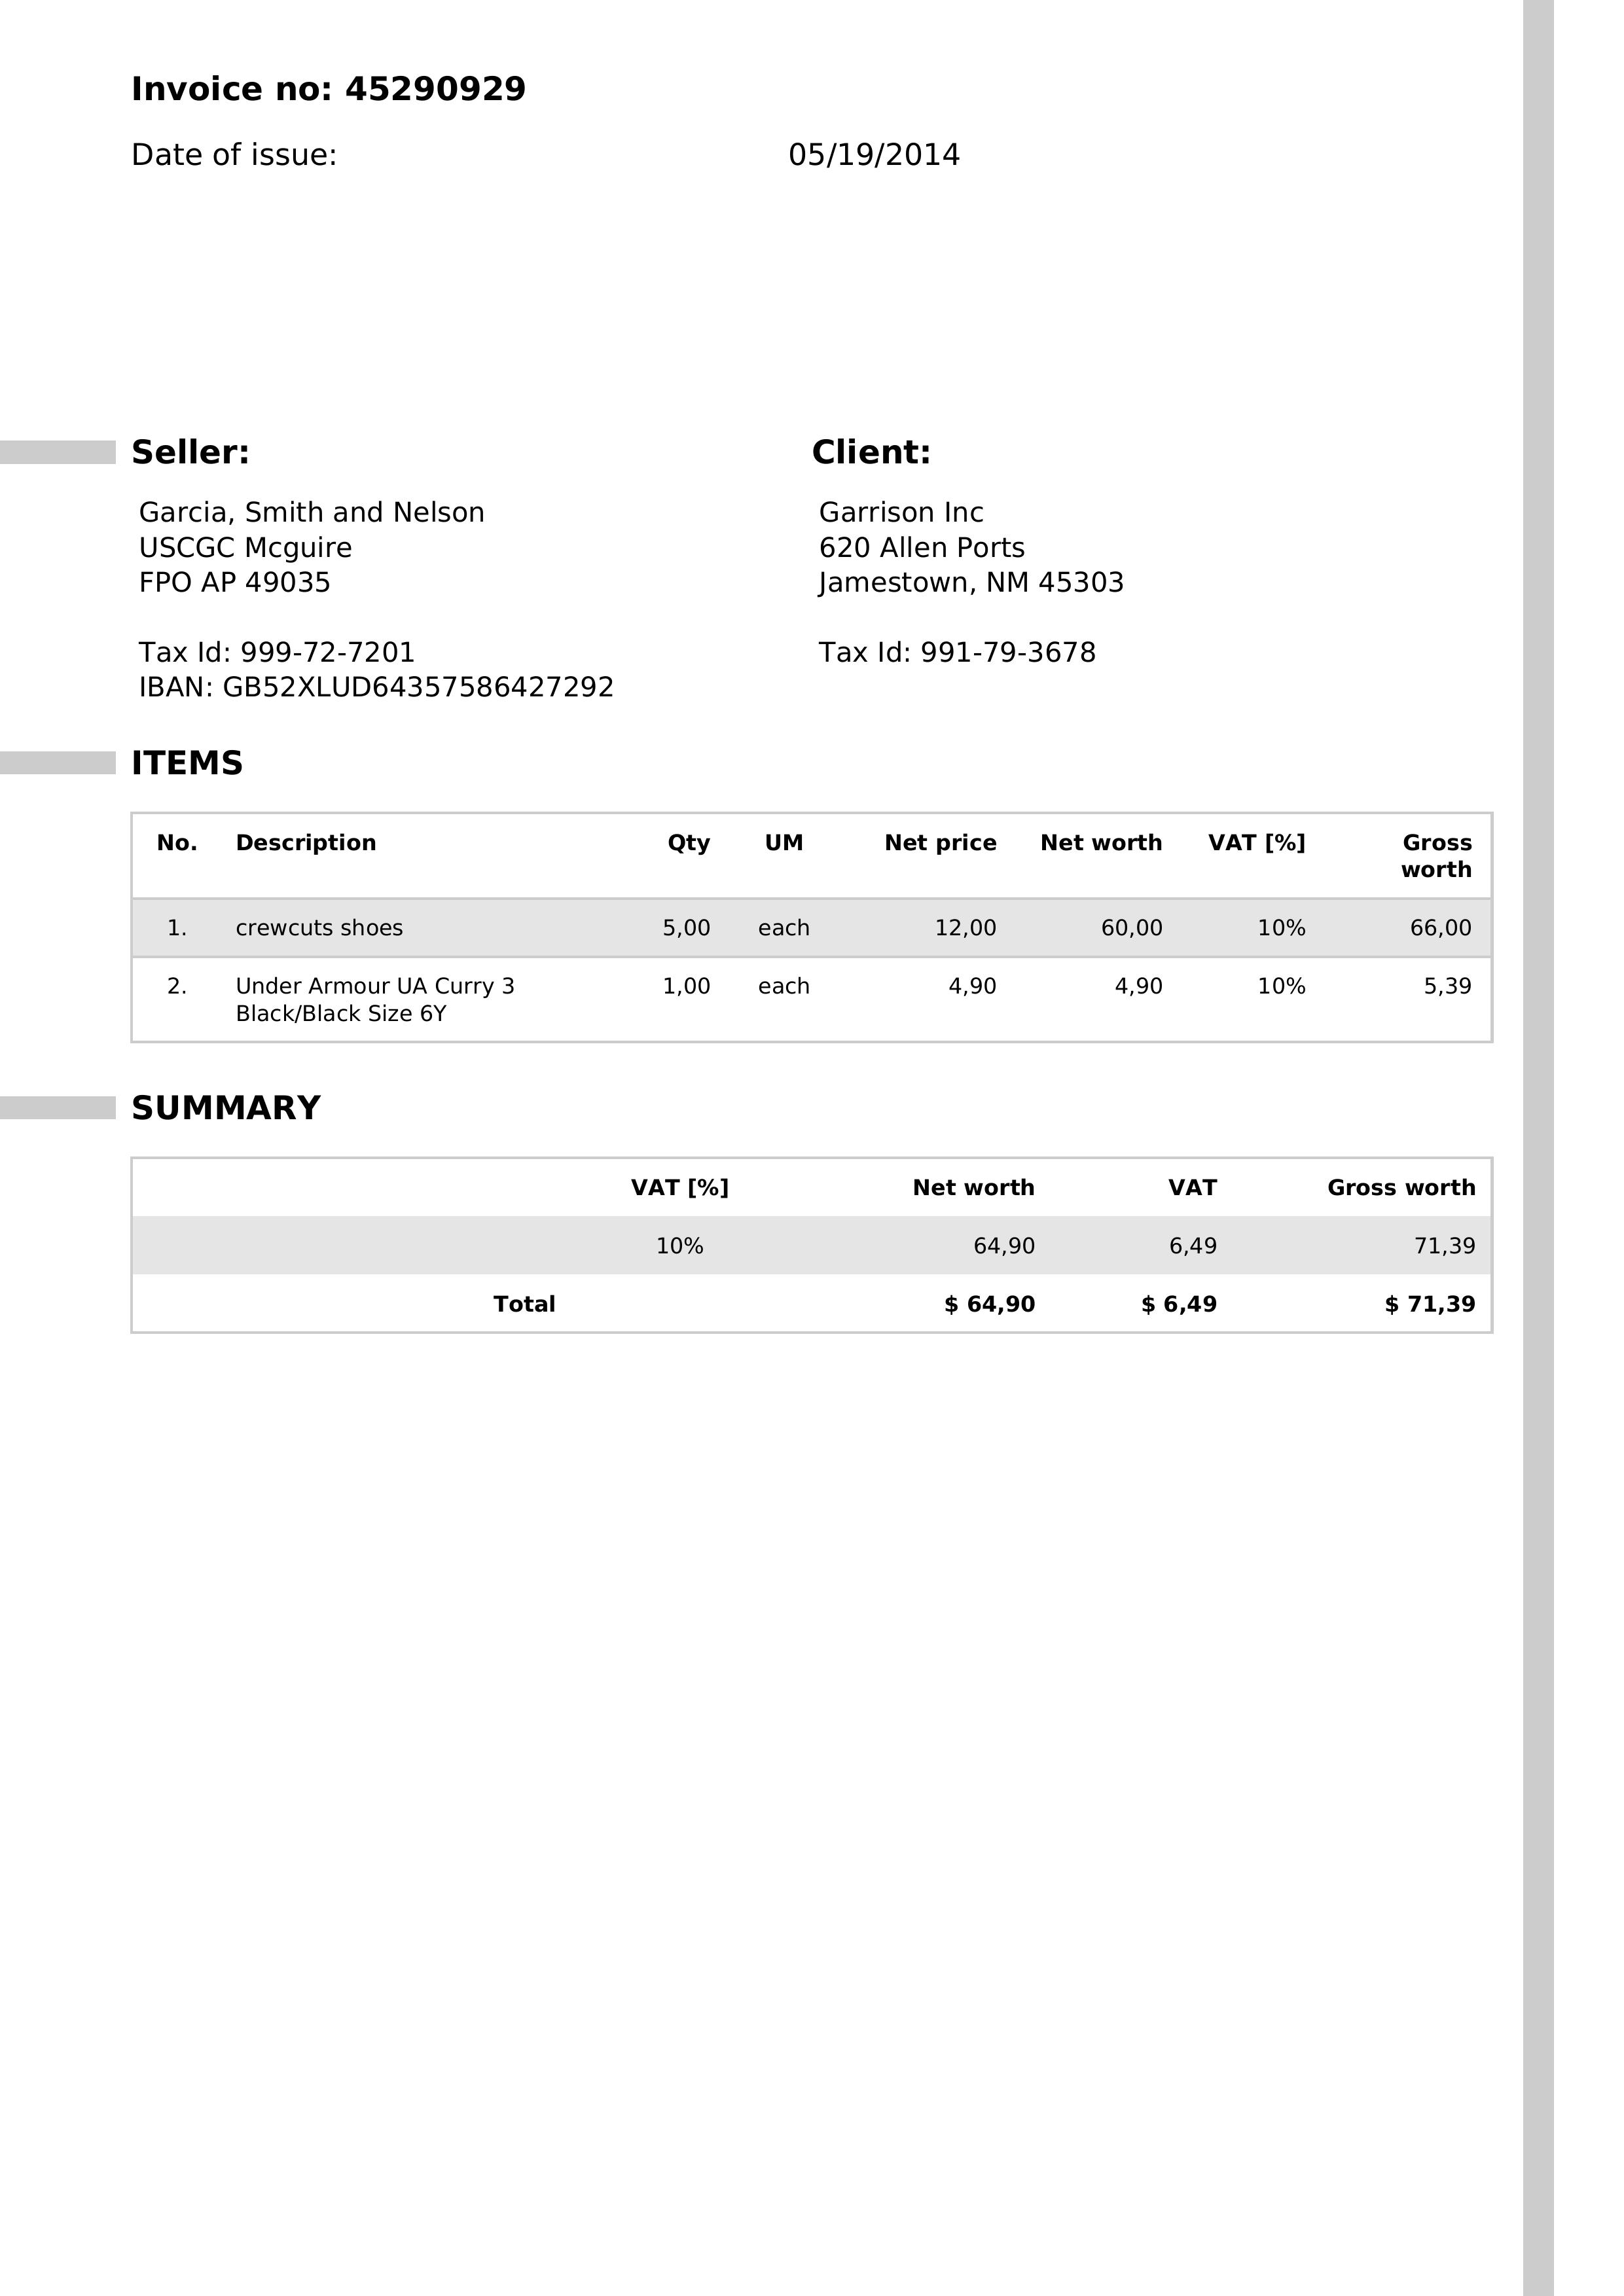 Invoice no: 45290929
Date of issue: 05/19/2014
Seller:
Garcia, Smith and Nelson
USCGC Mcguire
FPO AP 49035
Tax Id: 999-72-7201
IBAN: GB52XLUD64357586427292
Client:
Garrison Inc
620 Allen Ports
Jamestown, NM 45303
Tax Id: 991-79-3678
ITEMS
No. Description Qty UM Net price Net worth VAT [%] Gross
worth
1. crewcuts shoes 5,00 each 12,00 60,00 10% 66,00
2. Under Armour UA Curry 3 1,00 each 4,90 4,90 10% 5,39
Black/Black Size 6Y
SUMMARY
VAT [%] Net worth VAT Gross worth
10% 64,90 6,49 71,39
Total $ 64,90 $ 6,49 $ 71,39